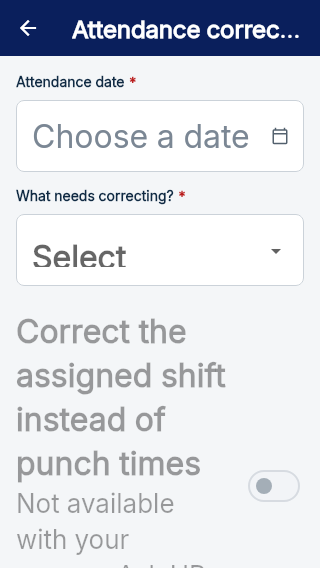 Attendance correc...
Attendance date *
Choose a date
What needs correcting? *
Select
Correct the
assigned shift
instead of
punch times
Not available
with your